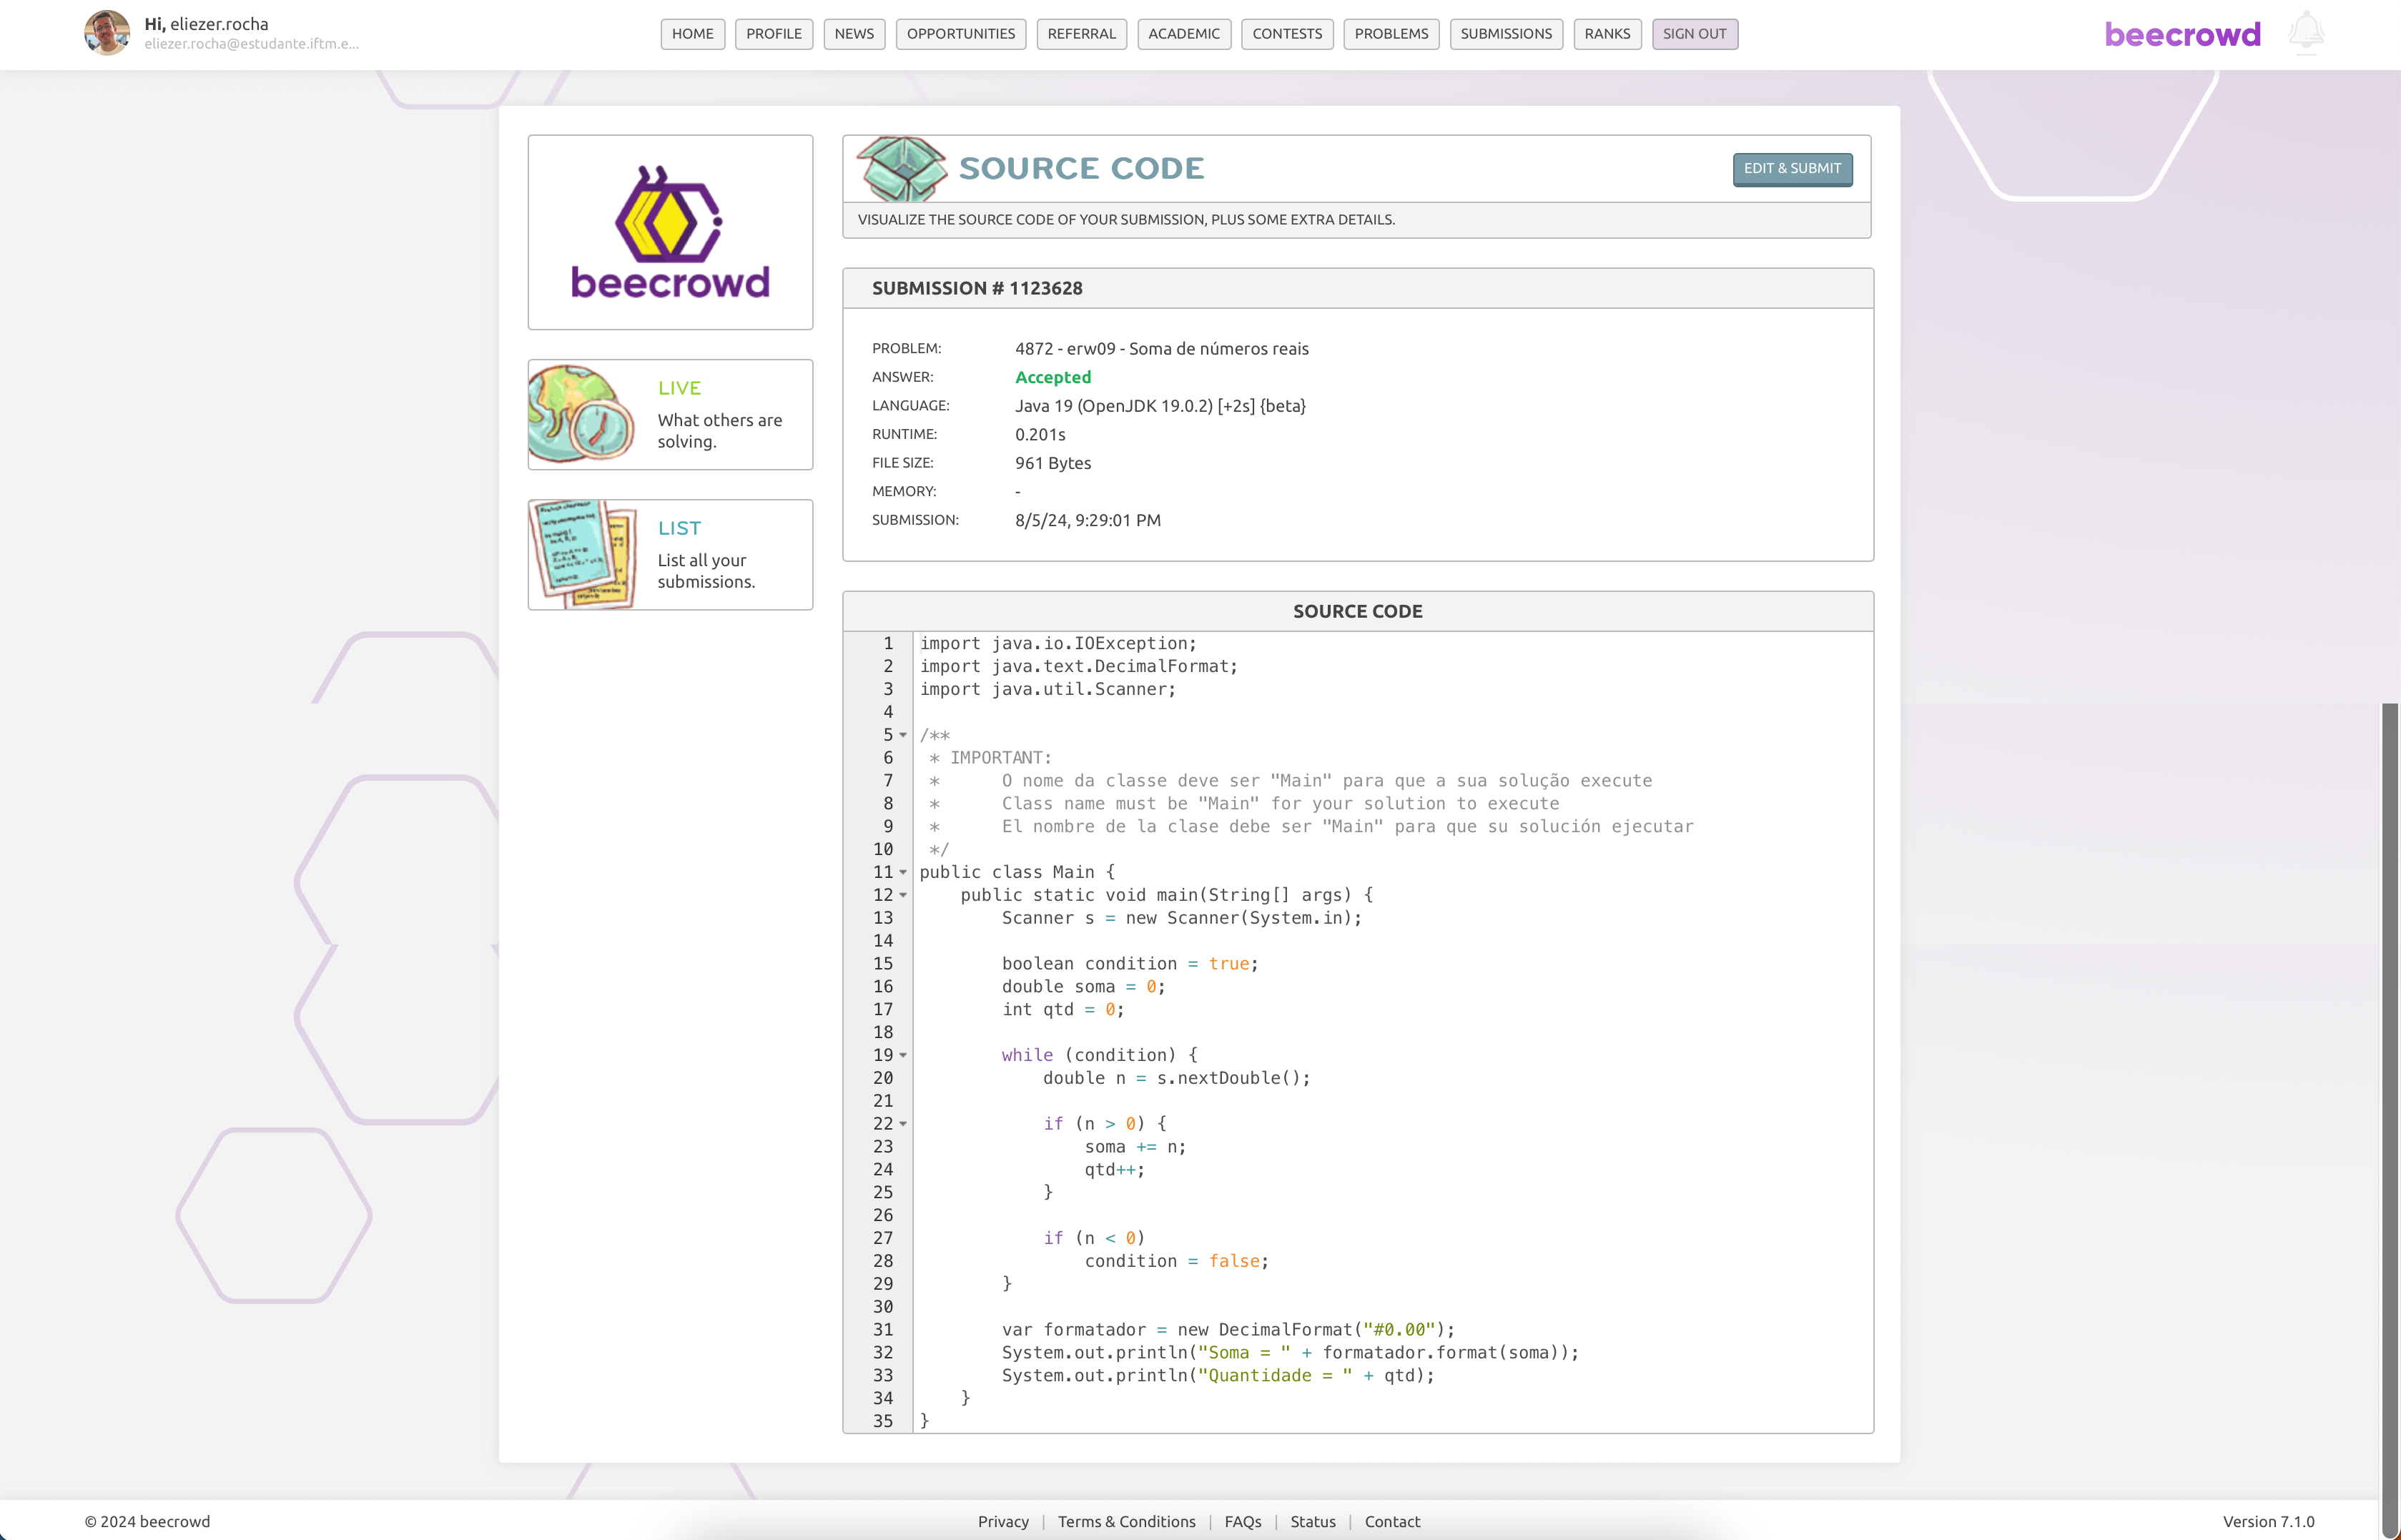 Hi, eliezer.rocha
eliezer.rocha@estudante.iftm.e...
HOME PROFILE NEWS OPPORTUNITIES REFERRAL ACADEMIC CONTESTS PROBLEMS SUBMISSIONS RANKS SIGN OUT
beecrowd
beecrowd
LIVE
What others are
solving.
LIST
List all your
submissions.
SOURCE CODE
EDIT & SUBMIT
VISUALIZE THE SOURCE CODE OF YOUR SUBMISSION, PLUS SOME EXTRA DETAILS.
SUBMISSION # 1123628
PROBLEM: 4872 - erw09 - Soma de números reais
ANSWER: Accepted
LANGUAGE: Java 19 (OpenJDK 19.0.2) [+2s] {beta}
RUNTIME: 0.201s
FILE SIZE: 961 Bytes
MEMORY: -
SUBMISSION: 8/5/24, 9:29:01 PM
SOURCE CODE
1 import java.io.IOException;
2 import java.text.DecimalFormat;
3 import java.util.Scanner;
4
5 /**
6  * IMPORTANT:
7  *      O nome da classe deve ser "Main" para que a sua solução execute
8  *      Class name must be "Main" for your solution to execute
9  *      El nombre de la clase debe ser "Main" para que su solución ejecutar
10  */
11 public class Main {
12     public static void main(String[] args) {
13         Scanner s = new Scanner(System.in);
14
15         boolean condition = true;
16         double soma = 0;
17         int qtd = 0;
18
19         while (condition) {
20             double n = s.nextDouble();
21
22             if (n > 0) {
23                 soma += n;
24                 qtd++;
25             }
26
27             if (n < 0)
28                 condition = false;
29         }
30
31         var formatador = new DecimalFormat("#0.00");
32         System.out.println("Soma = " + formatador.format(soma));
33         System.out.println("Quantidade = " + qtd);
34     }
35 }
© 2024 beecrowd
Privacy | Terms & Conditions | FAQs | Status | Contact
Version 7.1.0